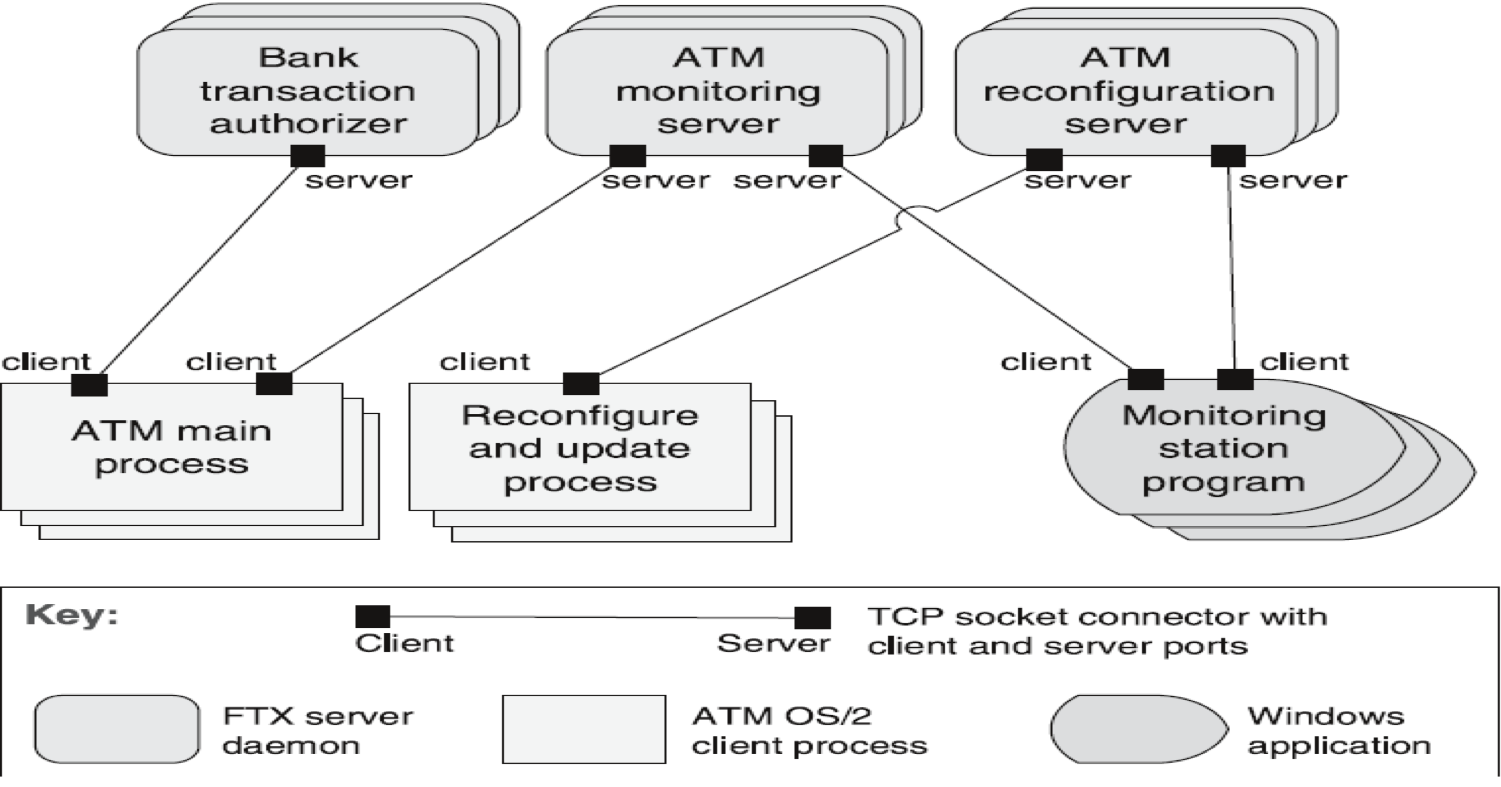 Bank
transaction
authorizer
ATM
monitoring
server
ATM
reconfiguration
server
server
server
server
server
server
client
client
client
client
client
ATM main
process
Reconfigure
and update
process
Monitoring
station
program
Key:
Client
Server
TCP socket connector with
client and server ports
FTX server
daemon
ATM OS/2
client process
Windows
application